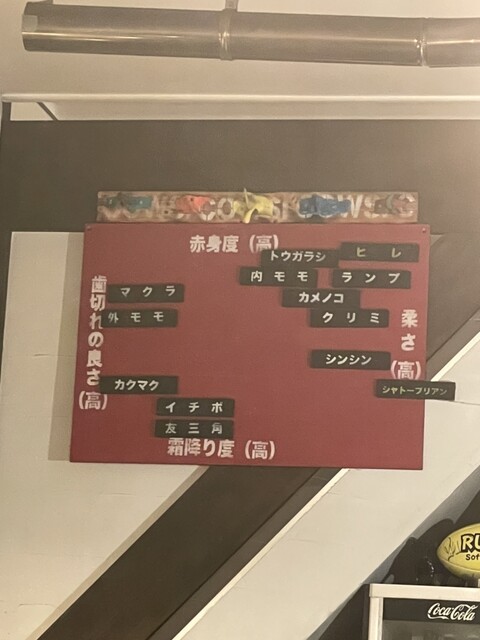 赤身度(高)
トウガラシ
ヒレ
内モモ
ランプ
マクラ
カメノコ
外モモ
クリミ
歯切れの良さ(高)
柔さ(高)
シンシン
カクマク
シャトーブリアン
イチボ
友三角
霜降り度(高)
RU
Coca-Cola